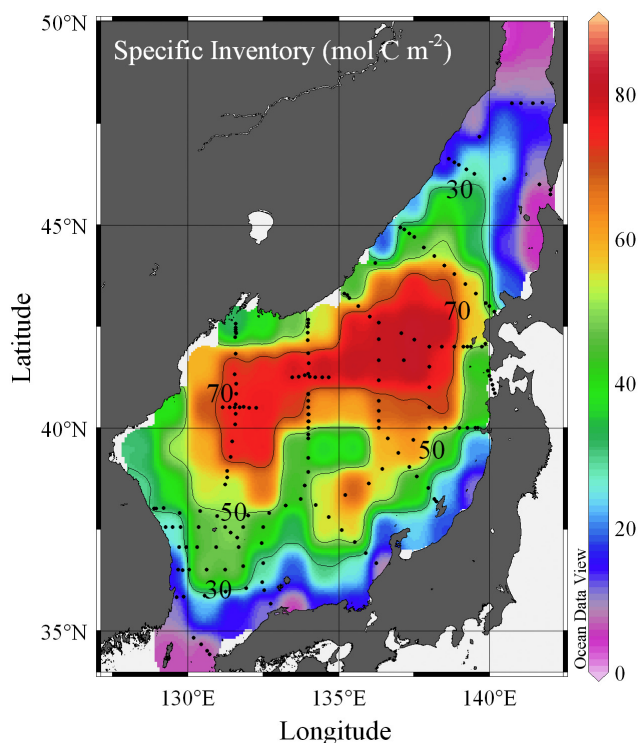 50°N
Specific Inventory (mol C m⁻²)
80
30
45°N
60
70
Latitude
70
40°N
50
40
50
20
30
Ocean Data View
35°N
0
130°E
135°E
140°E
Longitude